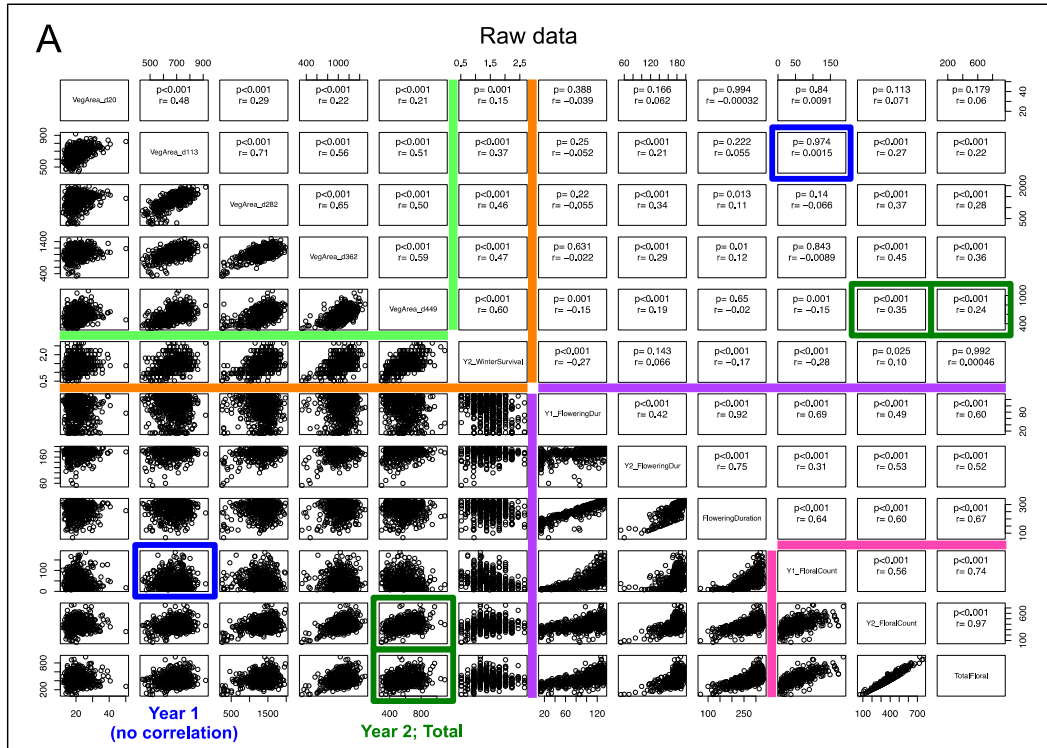 A
Raw data
500 700 900
400 1000
0.5 1.5 2.5
60 120 180
0 50 150
200 600
VegArea_d20
p<0.001 p<0.001 p<0.001 p<0.001 p= 0.001 p= 0.388 p= 0.166 p= 0.994 p= 0.84 p= 0.113 p= 0.179
r= 0.48 r= 0.29 r= 0.22 r= 0.21 r= 0.15 r= −0.039 r= 0.062 r= −0.00032 r= 0.0091 r= 0.071 r= 0.06
20 40
500 900
VegArea_d113
p<0.001 p<0.001 p<0.001 p<0.001 p= 0.25 p<0.001 p= 0.222 p= 0.974 p<0.001 p<0.001
r= 0.71 r= 0.56 r= 0.51 r= 0.37 r= −0.052 r= 0.21 r= 0.055 r= 0.0015 r= 0.27 r= 0.22
VegArea_d282
p<0.001 p<0.001 p<0.001 p= 0.22 p<0.001 p= 0.013 p= 0.14 p<0.001 p<0.001
r= 0.65 r= 0.50 r= 0.46 r= −0.055 r= 0.34 r= 0.11 r= −0.066 r= 0.37 r= 0.28
500 2000
400 1400
VegArea_d362
p<0.001 p<0.001 p= 0.631 p<0.001 p= 0.01 p= 0.843 p<0.001 p<0.001
r= 0.59 r= 0.47 r= −0.022 r= 0.29 r= 0.12 r= −0.0089 r= 0.45 r= 0.36
VegArea_d449
p<0.001 p= 0.001 p<0.001 p= 0.65 p= 0.001 p<0.001 p<0.001
r= 0.60 r= −0.15 r= 0.19 r= −0.02 r= −0.15 r= 0.35 r= 0.24
400 1000
0.5 2.0
Y2_WinterSurvival
p<0.001 p= 0.143 p<0.001 p<0.001 p= 0.025 p= 0.992
r= −0.27 r= 0.066 r= −0.17 r= −0.28 r= 0.10 r= 0.00046
Y1_FloweringDur
p<0.001 p<0.001 p<0.001 p<0.001 p<0.001
r= 0.42 r= 0.92 r= 0.69 r= 0.49 r= 0.60
20 80
60 160
Y2_FloweringDur
p<0.001 p<0.001 p<0.001 p<0.001
r= 0.75 r= 0.31 r= 0.53 r= 0.52
FloweringDuration
p<0.001 p<0.001 p<0.001
r= 0.64 r= 0.60 r= 0.67
100 300
0 100
Y1_FloralCount
p<0.001 p<0.001
r= 0.56 r= 0.74
Y2_FloralCount
p<0.001
r= 0.97
100 600
200 800
TotalFloral
20 40
500 1500
400 800
20 60 120
100 250
100 400 700
Year 1
(no correlation)
Year 2; Total